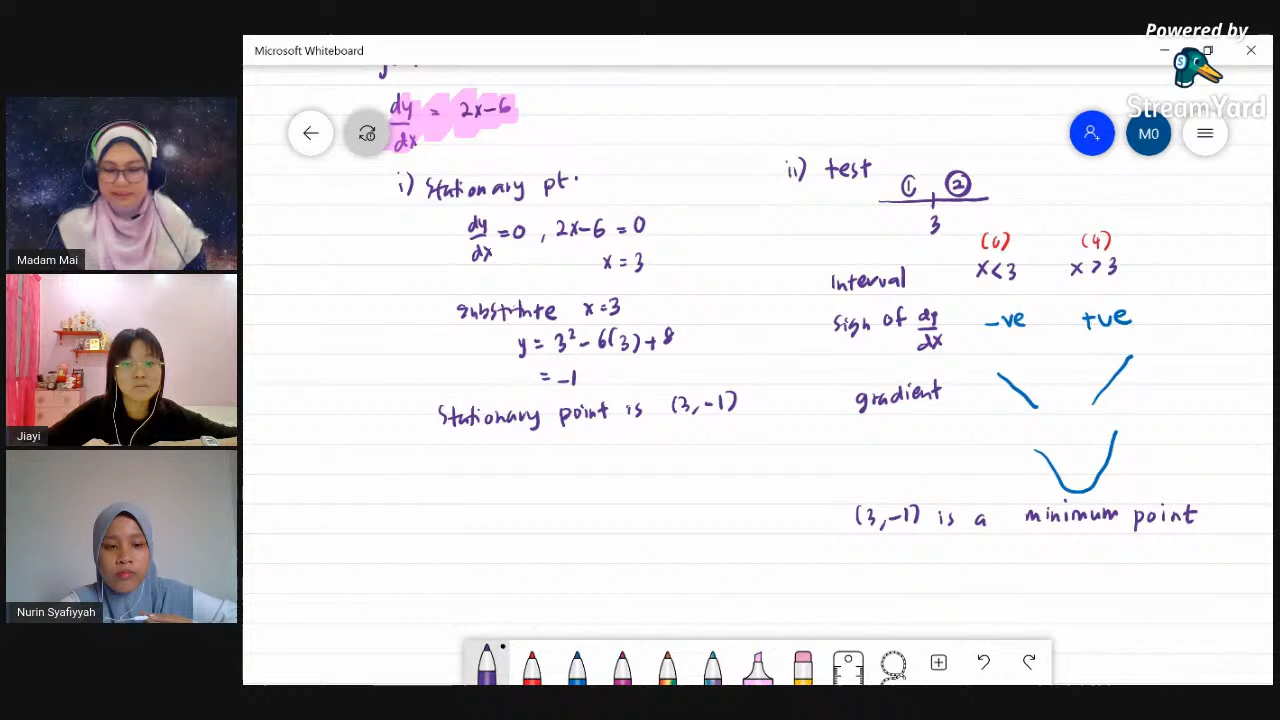 Powered by
StreamYard
Microsoft Whiteboard
dy/dx = 2x-6
i) Stationary pt.
dy/dx = 0 , 2x-6 = 0
x = 3
substitute x=3
y = 3² - 6(3) + 8
= -1
Stationary point is (3, -1)
ii) test
① ②
3
(0) (4)
Interval x<3 x>3
Sign of dy/dx -ve +ve
gradient
(3,-1) is a minimum point
MO
Madam Mai
Jiayi
Nurin Syafiyyah